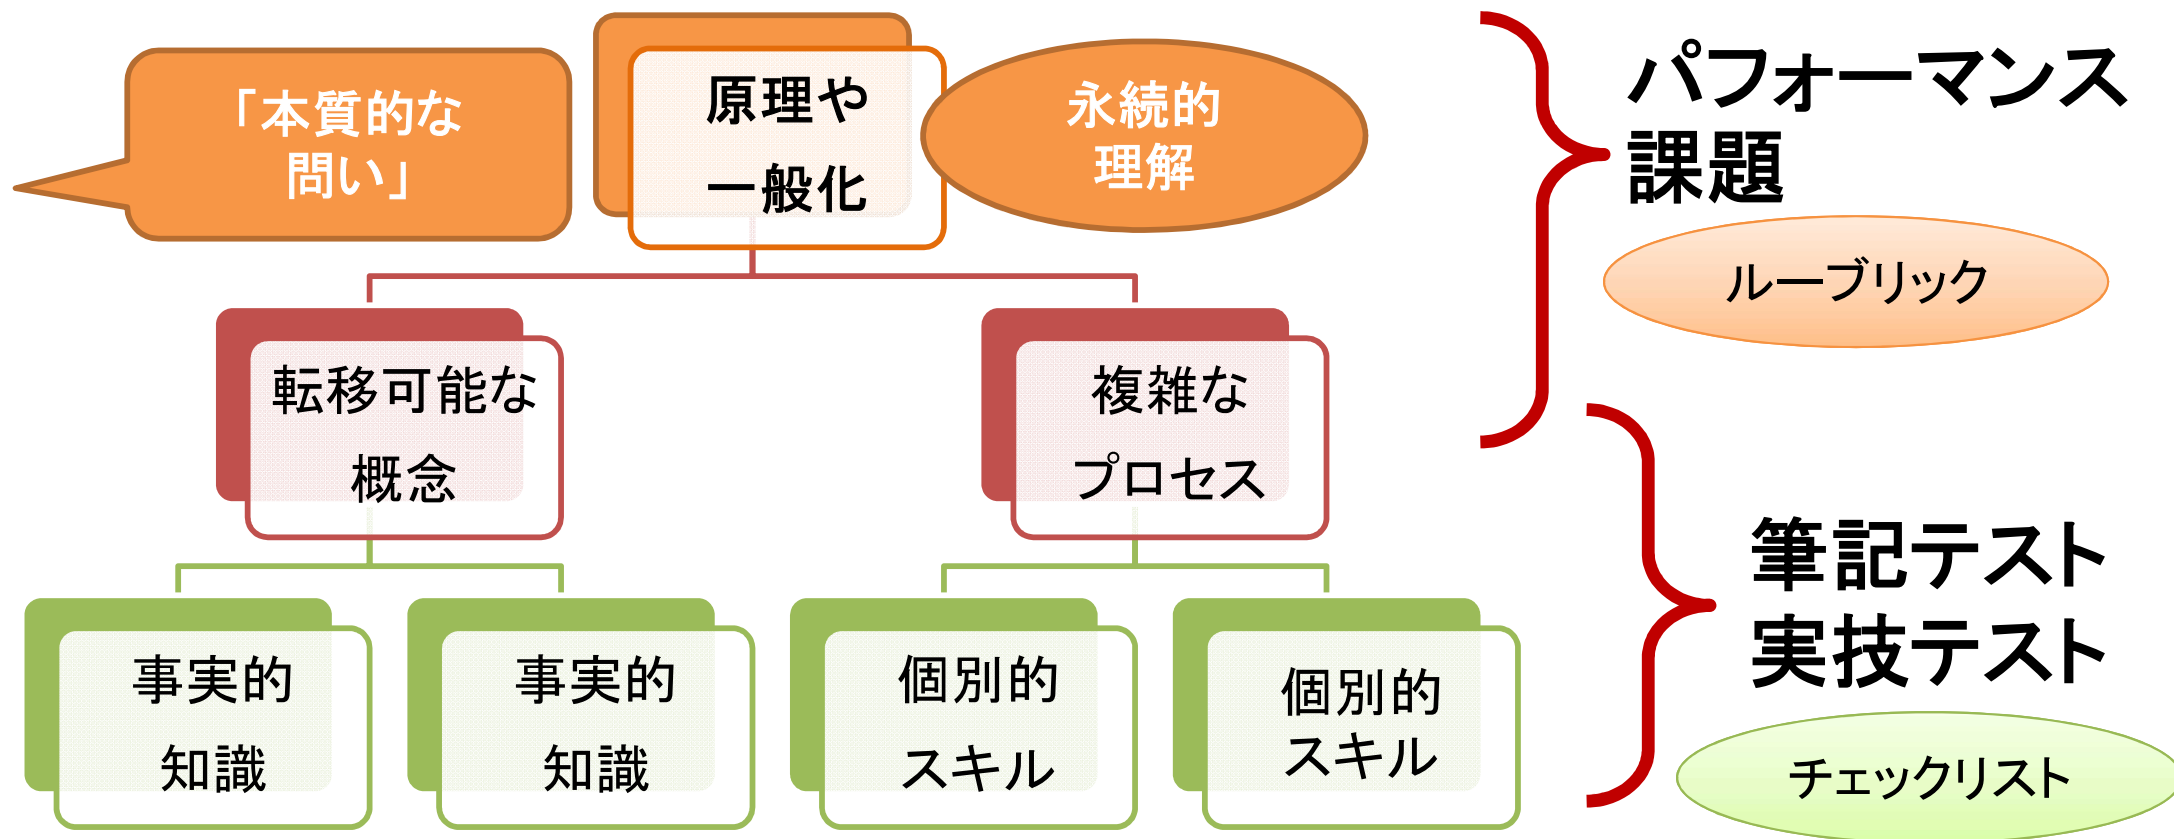 「本質的な
問い」
原理や
一般化
永続的
理解
パフォーマンス
課題
ルーブリック
転移可能な
概念
複雑な
プロセス
筆記テスト
実技テスト
チェックリスト
事実的
知識
事実的
知識
個別的
スキル
個別的
スキル